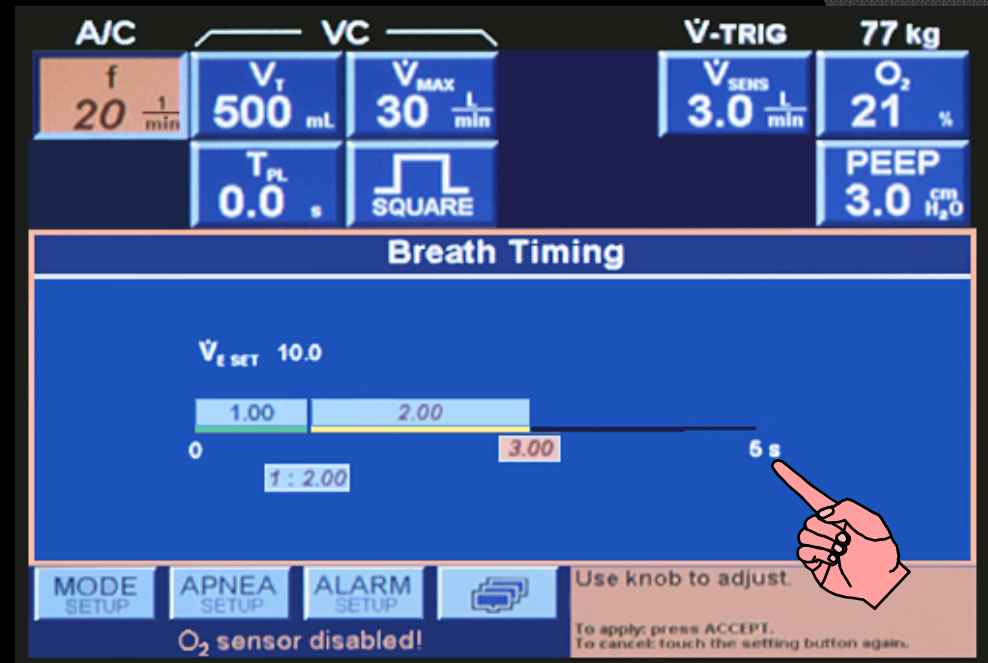 A/C VC V̇-TRIG 77 kg
f VT V̇MAX V̇SENS O2
20 1/min 500 mL 30 L/min 3.0 L/min 21 %
TPL PEEP
0.0 s SQUARE 3.0 cm H2O
Breath Timing
V̇E SET 10.0
1.00 2.00
0 3.00 6 s
1 : 2.00
MODE SETUP APNEA SETUP ALARM SETUP
O2 sensor disabled!
Use knob to adjust.
To apply: press ACCEPT.
To cancel: touch the setting button again.